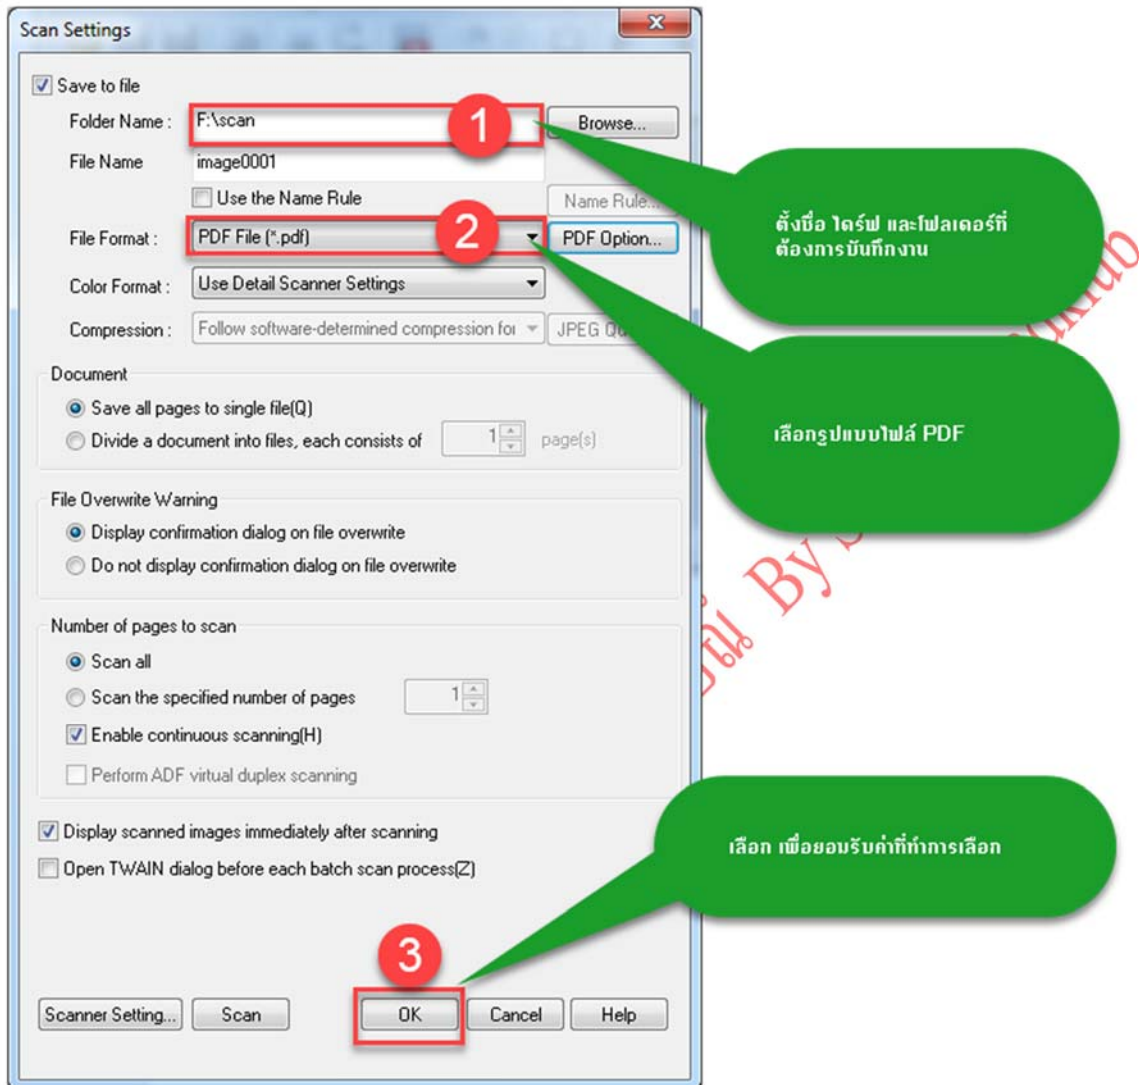 Scan Settings
Save to file
Folder Name : F:\scan Browse...
1
File Name image0001
Use the Name Rule Name Rule...
File Format : PDF File (*.pdf) PDF Option...
2
Color Format : Use Detail Scanner Settings
Compression : Follow software-determined compression for JPEG
ตั้งชื่อ ไดร์ฟ และโฟลเดอร์ที่
ต้องการบันทึกงาน
Document
Save all pages to single file(Q)
Divide a document into files, each consists of 1 page(s)
เลือกรูปแบบไฟล์ PDF
File Overwrite Warning
Display confirmation dialog on file overwrite
Do not display confirmation dialog on file overwrite
By
Number of pages to scan
Scan all
Scan the specified number of pages 1
Enable continuous scanning(H)
Perform ADF virtual duplex scanning
Display scanned images immediately after scanning
Open TWAIN dialog before each batch scan process(Z)
เลือก เพื่อยอมรับค่าที่ทำการเลือก
3
Scanner Setting... Scan OK Cancel Help